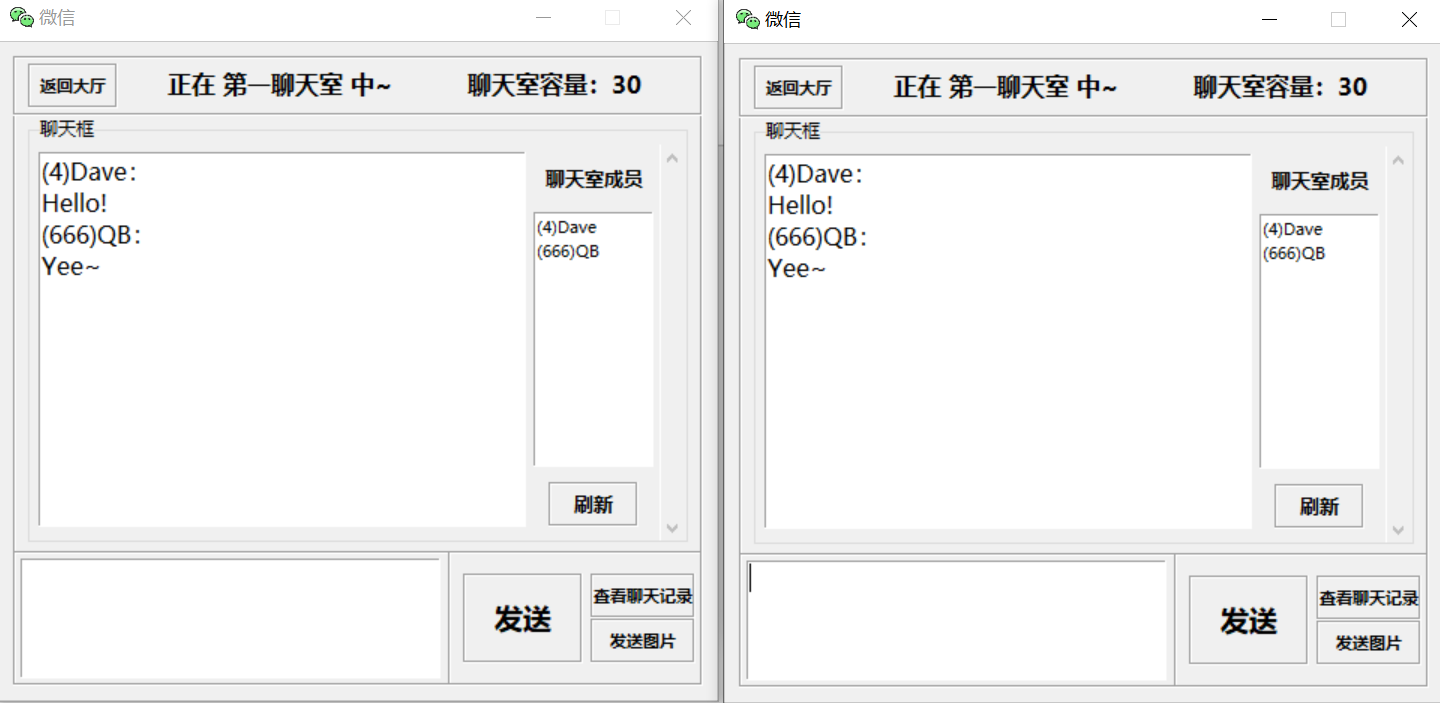 微信
返回大厅 正在 第一聊天室 中~ 聊天室容量：30
聊天框
(4)Dave：
Hello!
(666)QB：
Yee~
聊天室成员
(4)Dave
(666)QB
刷新
发送
查看聊天记录
发送图片
微信
返回大厅 正在 第一聊天室 中~ 聊天室容量：30
聊天框
(4)Dave：
Hello!
(666)QB：
Yee~
聊天室成员
(4)Dave
(666)QB
刷新
发送
查看聊天记录
发送图片